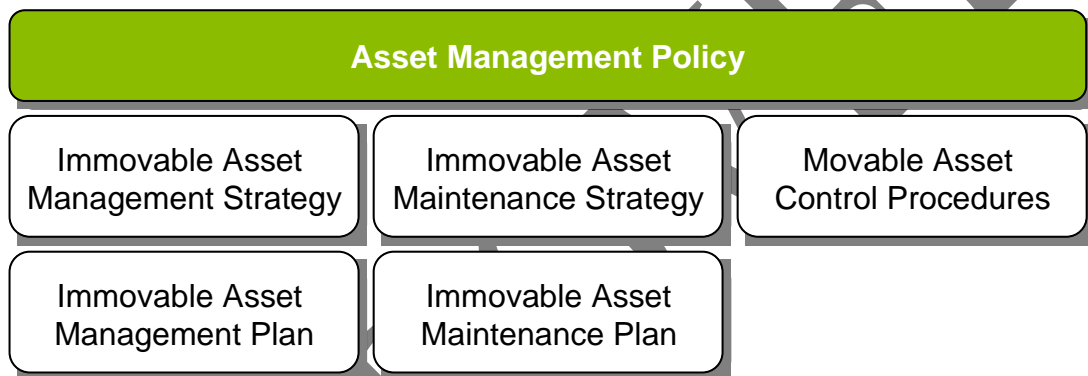 Asset Management Policy
Immovable Asset
Management Strategy
Immovable Asset
Maintenance Strategy
Movable Asset
Control Procedures
Immovable Asset
Management Plan
Immovable Asset
Maintenance Plan